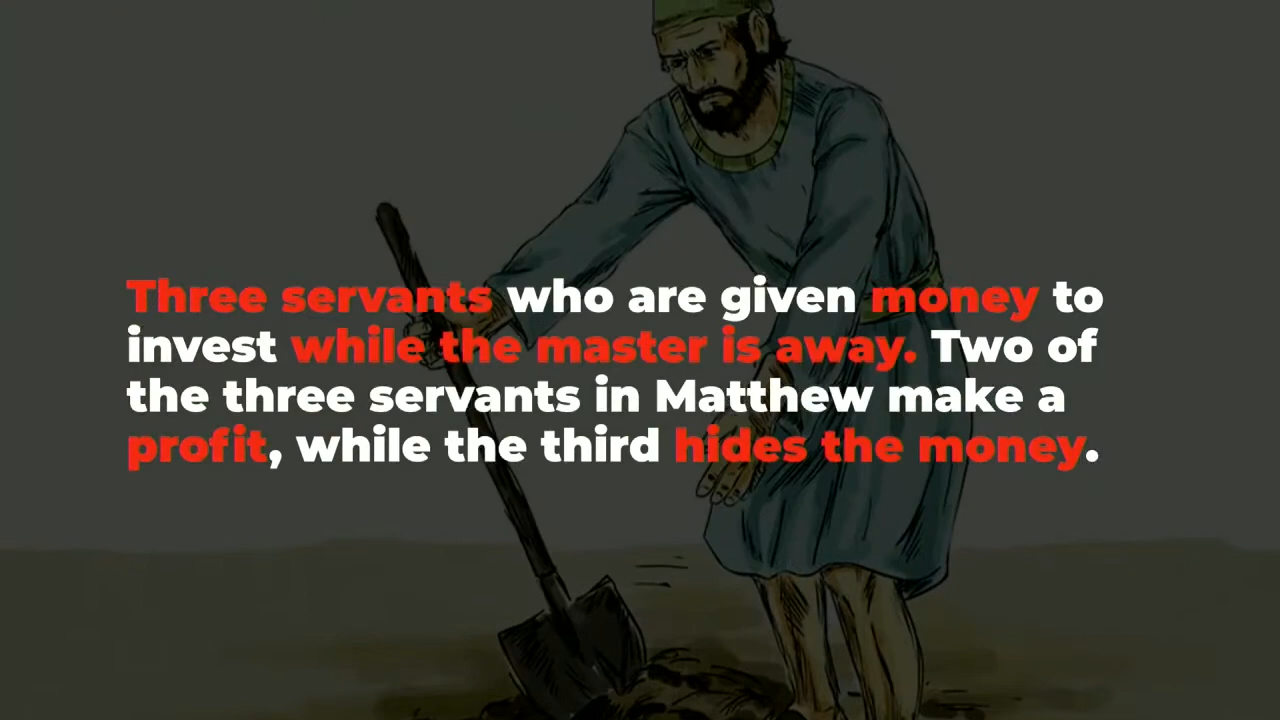 Three servants who are given money to
invest while the master is away. Two of
the three servants in Matthew make a
profit, while the third hides the money.